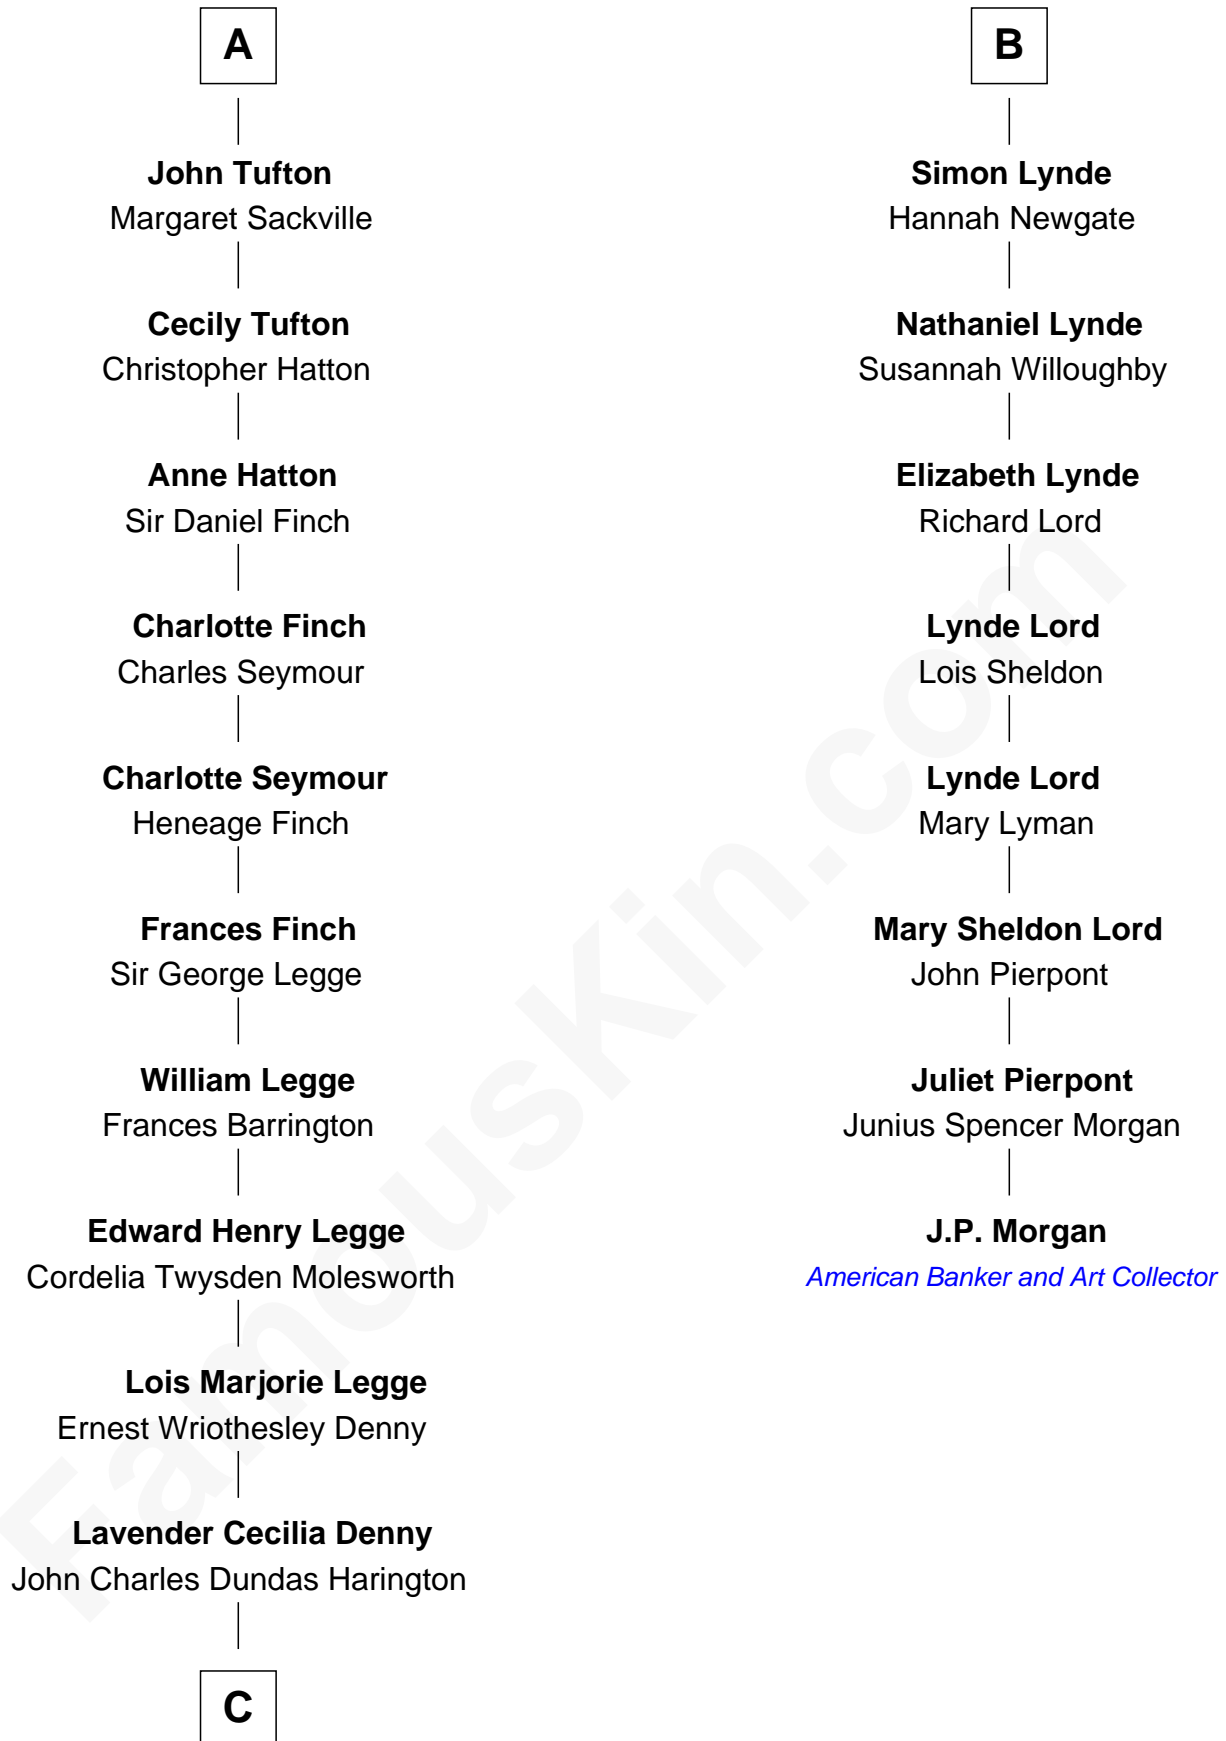 A
John Tufton
Margaret Sackville
Cecily Tufton
Christopher Hatton
Anne Hatton
Sir Daniel Finch
Charlotte Finch
Charles Seymour
Charlotte Seymour
Heneage Finch
Frances Finch
Sir George Legge
William Legge
Frances Barrington
Edward Henry Legge
Cordelia Twysden Molesworth
Lois Marjorie Legge
Ernest Wriothesley Denny
Lavender Cecilia Denny
John Charles Dundas Harington
C
B
Simon Lynde
Hannah Newgate
Nathaniel Lynde
Susannah Willoughby
Elizabeth Lynde
Richard Lord
Lynde Lord
Lois Sheldon
Lynde Lord
Mary Lyman
Mary Sheldon Lord
John Pierpont
Juliet Pierpont
Junius Spencer Morgan
J.P. Morgan
American Banker and Art Collector
FamousKin.com